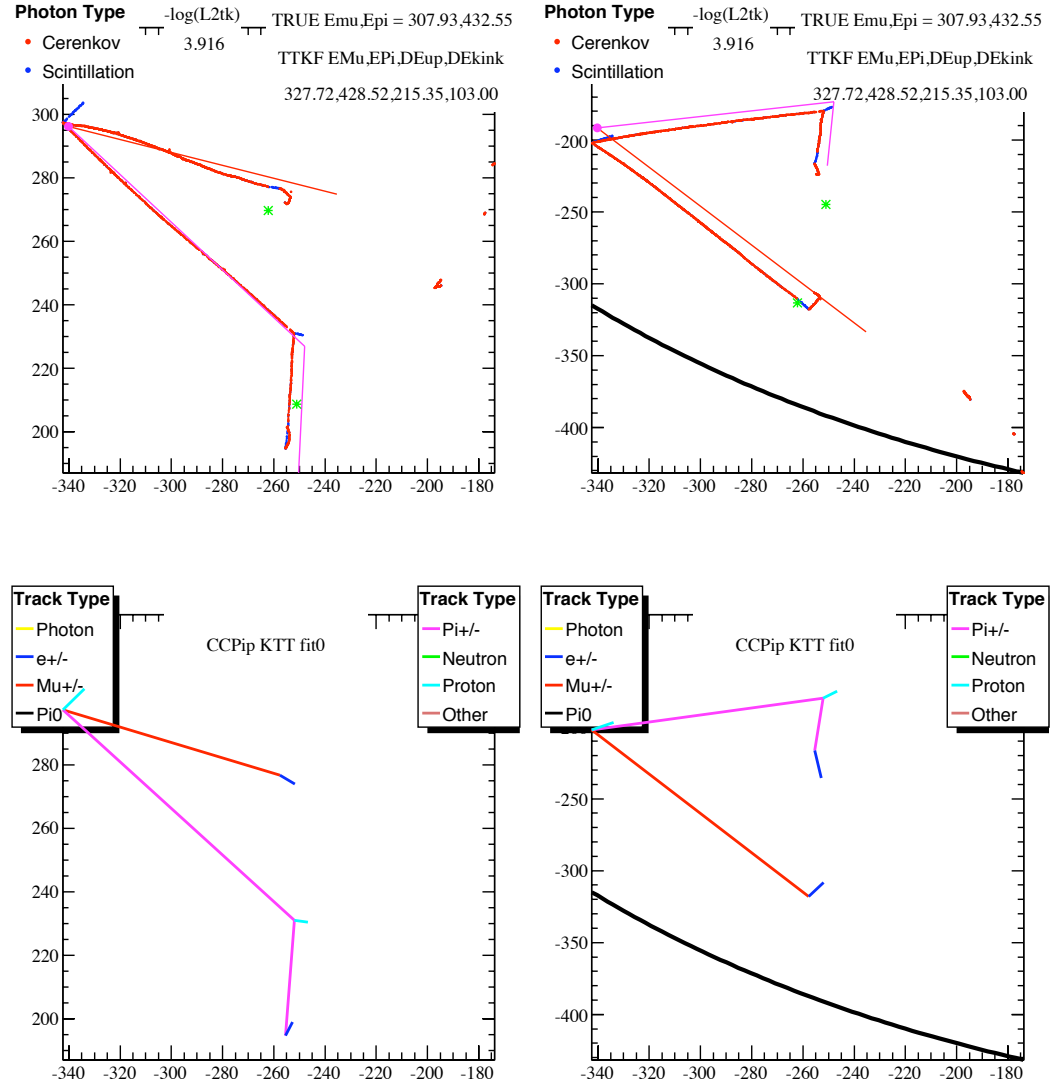 Photon Type
Cerenkov
Scintillation
-log(L2tk)
3.916
TRUE Emu,Epi = 307.93,432.55
TTKF EMu,EPi,DEup,DEkink
327.72,428.52,215.35,103.00
300
280
260
240
220
200
-340 -320 -300 -280 -260 -240 -220 -200 -180
Photon Type
Cerenkov
Scintillation
-log(L2tk)
3.916
TRUE Emu,Epi = 307.93,432.55
TTKF EMu,EPi,DEup,DEkink
327.72,428.52,215.35,103.00
-200
-250
-300
-350
-400
-340 -320 -300 -280 -260 -240 -220 -200 -180
Track Type
Photon
e+/-
Mu+/-
Pi0
CCPip KTT fit0
Track Type
Pi+/-
Neutron
Proton
Other
280
260
240
220
200
-340 -320 -300 -280 -260 -240 -220 -200 -180
Track Type
Photon
e+/-
Mu+/-
Pi0
CCPip KTT fit0
Track Type
Pi+/-
Neutron
Proton
Other
-250
-300
-350
-400
-340 -320 -300 -280 -260 -240 -220 -200 -180